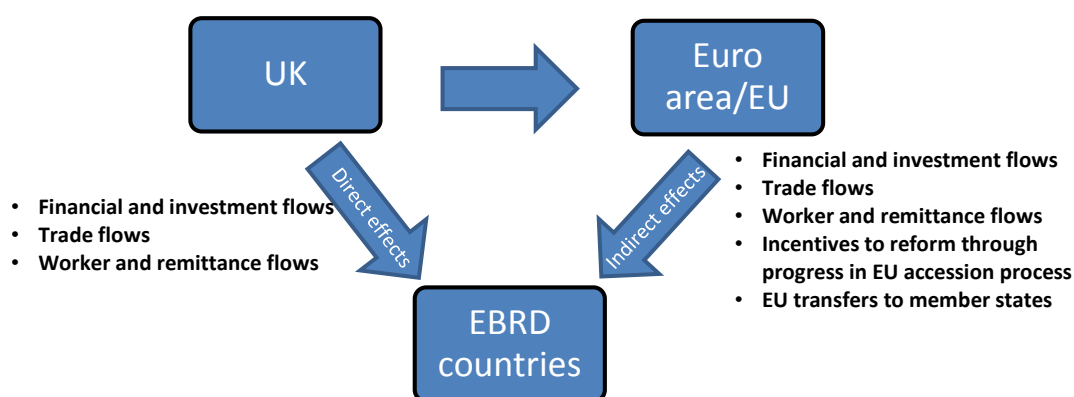 UK
Euro
area/EU
Direct effects
Indirect effects
• Financial and investment flows
• Trade flows
• Worker and remittance flows
• Financial and investment flows
• Trade flows
• Worker and remittance flows
• Incentives to reform through
progress in EU accession process
• EU transfers to member states
EBRD
countries